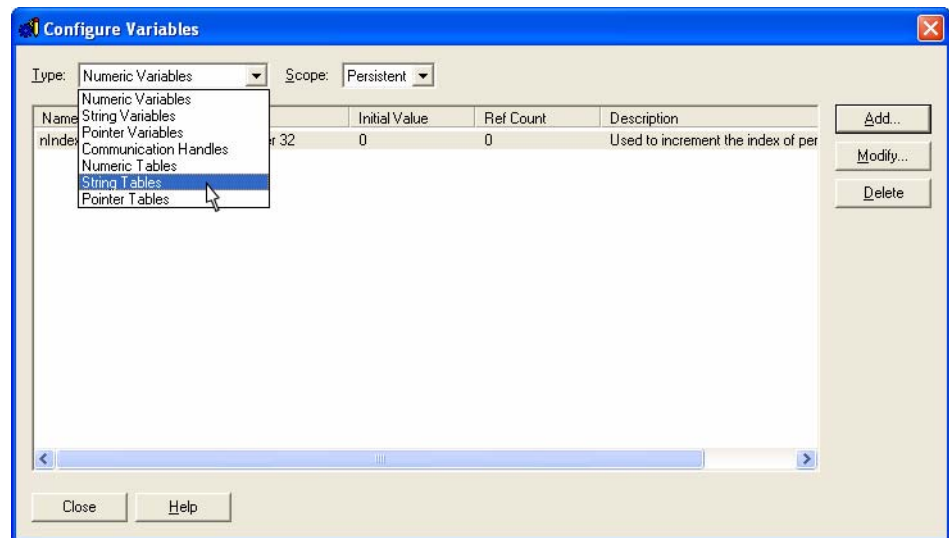 Configure Variables
Type: Numeric Variables Scope: Persistent
Numeric Variables
String Variables
Pointer Variables
Communication Handles
Numeric Tables
String Tables
Pointer Tables
Name Initial Value Ref Count Description
nIndex 32 0 0 Used to increment the index of per
Add...
Modify...
Delete
Close Help